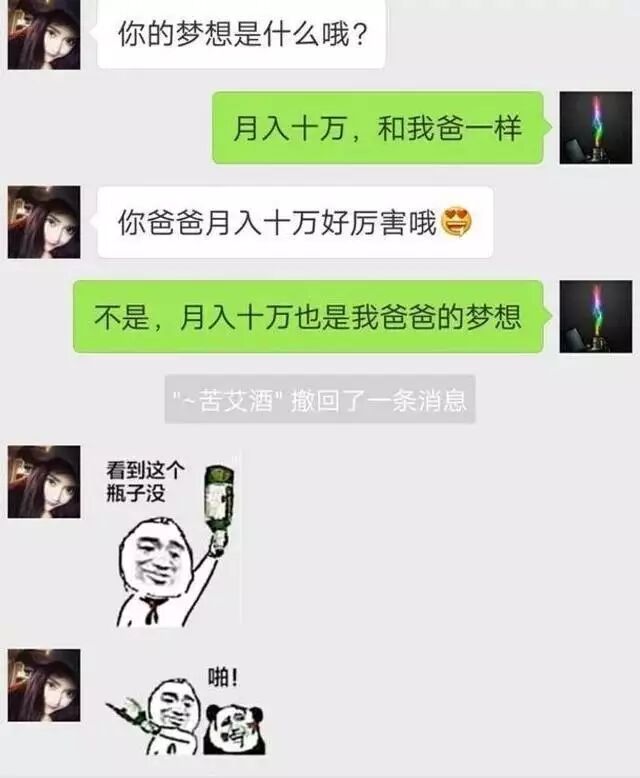 你的梦想是什么哦?
月入十万，和我爸一样
你爸爸月入十万好厉害哦
不是，月入十万也是我爸爸的梦想
"~苦艾酒" 撤回了一条消息
看到这个
瓶子没
啪!